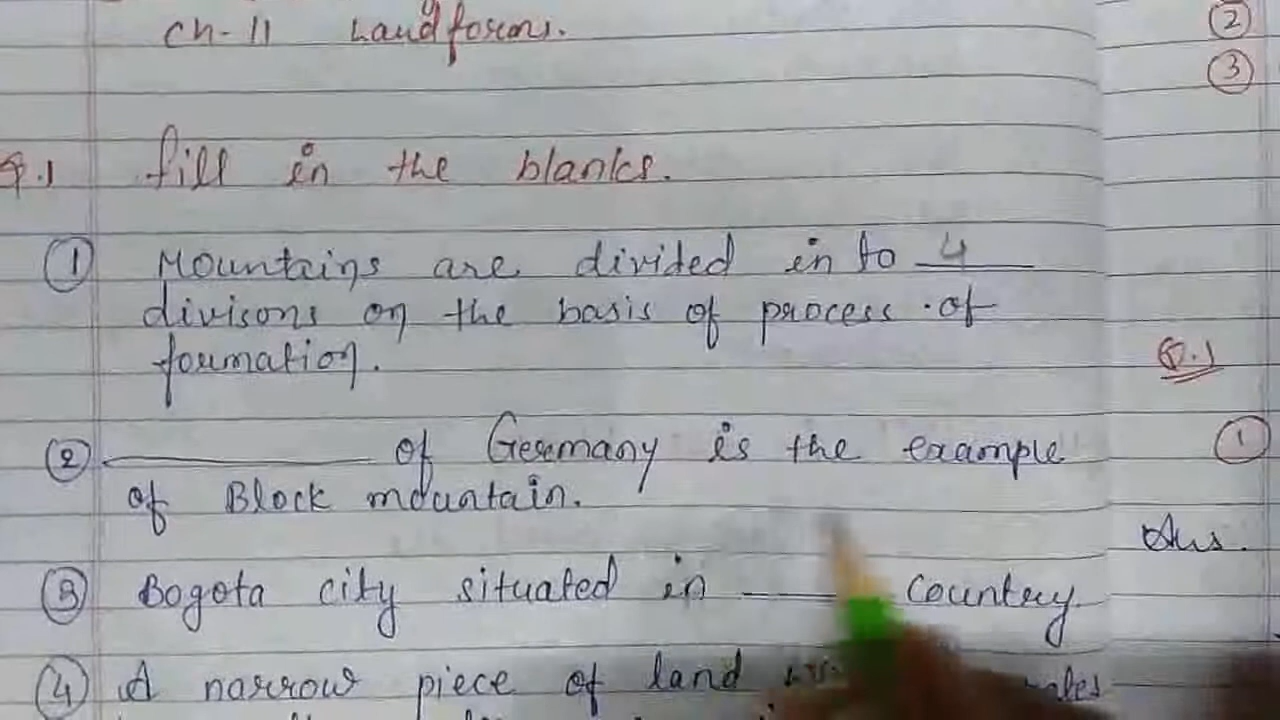 Ch-11 Landforms.
Q.1 fill in the blanks.
① Mountains are divided in to 4
divisons on the basis of process of
formation.
② ________ of Germany is the example
of Block mountain.
③ Bogota city situated in ____ Country.
④ A narrow piece of land
②
③
Q.1
①
Ans.